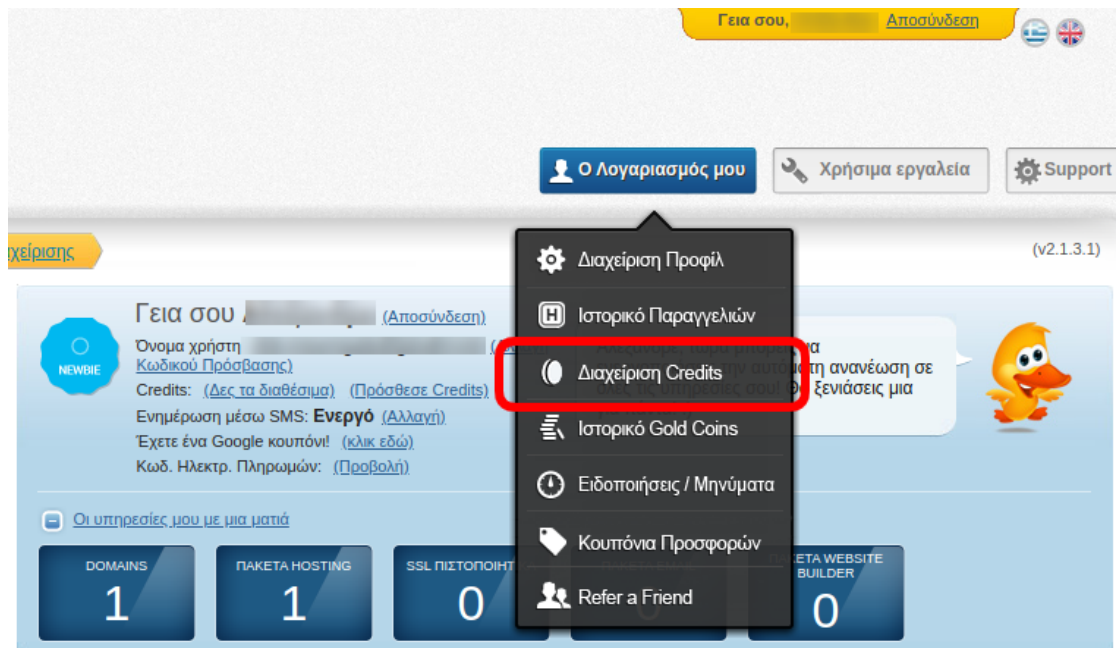 Γεια σου, Αποσύνδεση
Ο Λογαριασμός μου
Χρήσιμα εργαλεία
Support
χείρισης
(v2.1.3.1)
Διαχείριση Προφίλ
Ιστορικό Παραγγελιών
Διαχείριση Credits
Ιστορικό Gold Coins
Ειδοποιήσεις / Μηνύματα
Κουπόνια Προσφορών
Refer a Friend
NEWBIE
Γεια σου (Αποσύνδεση)
Όνομα χρήστη
Κωδικού Πρόσβασης)
Credits: (Δες τα διαθέσιμα) (Πρόσθεσε Credits)
Ενημέρωση μέσω SMS: Ενεργό (Αλλαγή)
Έχετε ένα Google κουπόνι! (κλικ εδώ)
Κωδ. Ηλεκτρ. Πληρωμών: (Προβολή)
ανανέωση σε
ξενιάσεις μια
Οι υπηρεσίες μου με μια ματιά
DOMAINS
1
ΠΑΚΕΤΑ HOSTING
1
SSL ΠΙΣΤΟΠΟΙΗΤ
0
0
ΠΑΚΕΤΑ WEBSITE
BUILDER
0